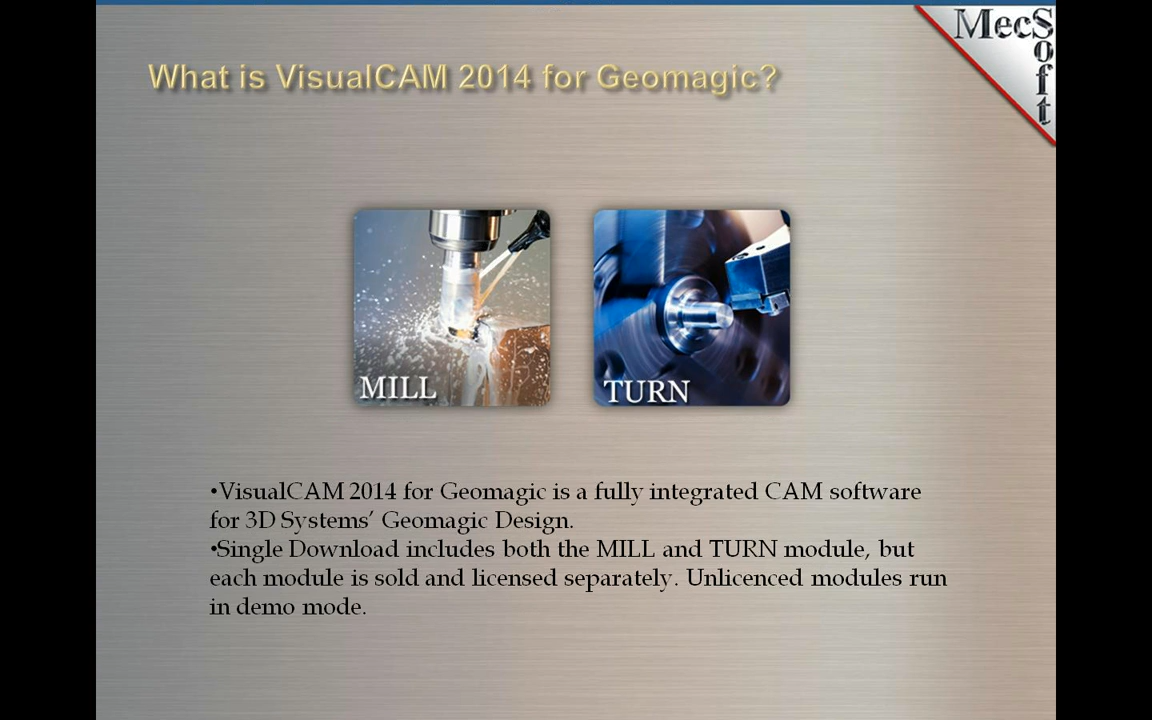 MecSoft
What is VisualCAM 2014 for Geomagic?
MILL
TURN
•VisualCAM 2014 for Geomagic is a fully integrated CAM software
for 3D Systems’ Geomagic Design.
•Single Download includes both the MILL and TURN module, but
each module is sold and licensed separately. Unlicenced modules run
in demo mode.